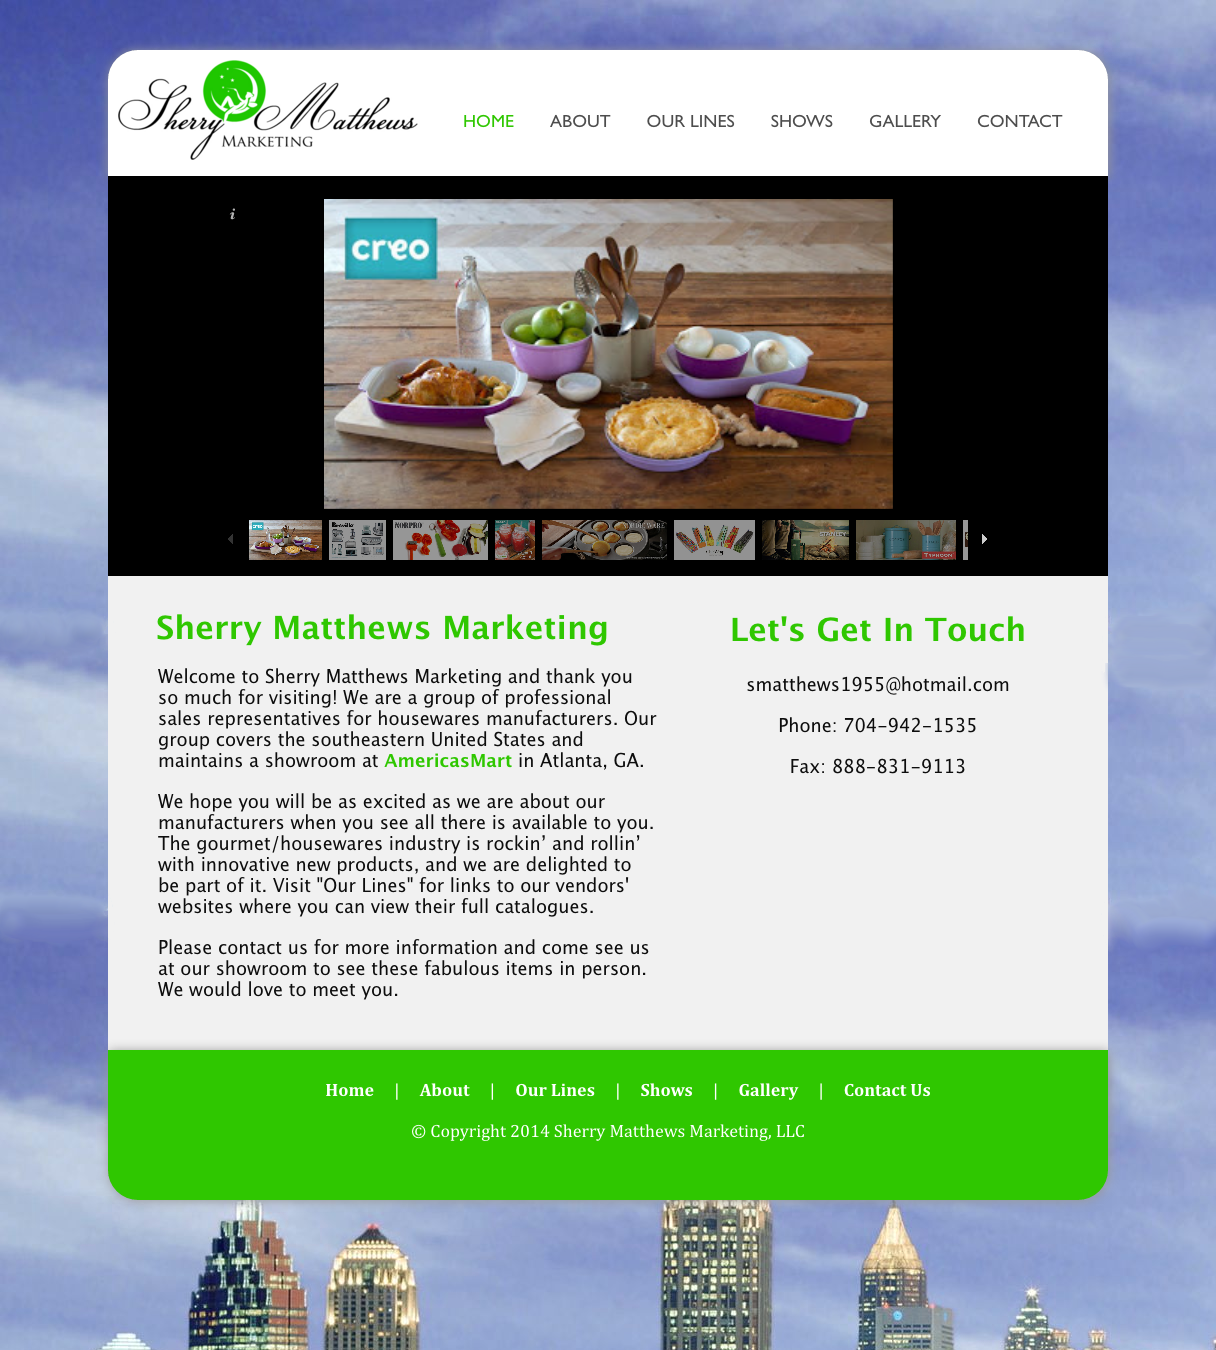 Sherry Matthews
MARKETING
HOME ABOUT OUR LINES SHOWS GALLERY CONTACT
i
creo
creo
NORPRO
TYPHOON
Sherry Matthews Marketing
Welcome to Sherry Matthews Marketing and thank you
so much for visiting! We are a group of professional
sales representatives for housewares manufacturers. Our
group covers the southeastern United States and
maintains a showroom at AmericasMart in Atlanta, GA.
We hope you will be as excited as we are about our
manufacturers when you see all there is available to you.
The gourmet/housewares industry is rockin’ and rollin’
with innovative new products, and we are delighted to
be part of it. Visit "Our Lines" for links to our vendors'
websites where you can view their full catalogues.
Please contact us for more information and come see us
at our showroom to see these fabulous items in person.
We would love to meet you.
Let's Get In Touch
smatthews1955@hotmail.com
Phone: 704-942-1535
Fax: 888-831-9113
Home | About | Our Lines | Shows | Gallery | Contact Us
© Copyright 2014 Sherry Matthews Marketing, LLC